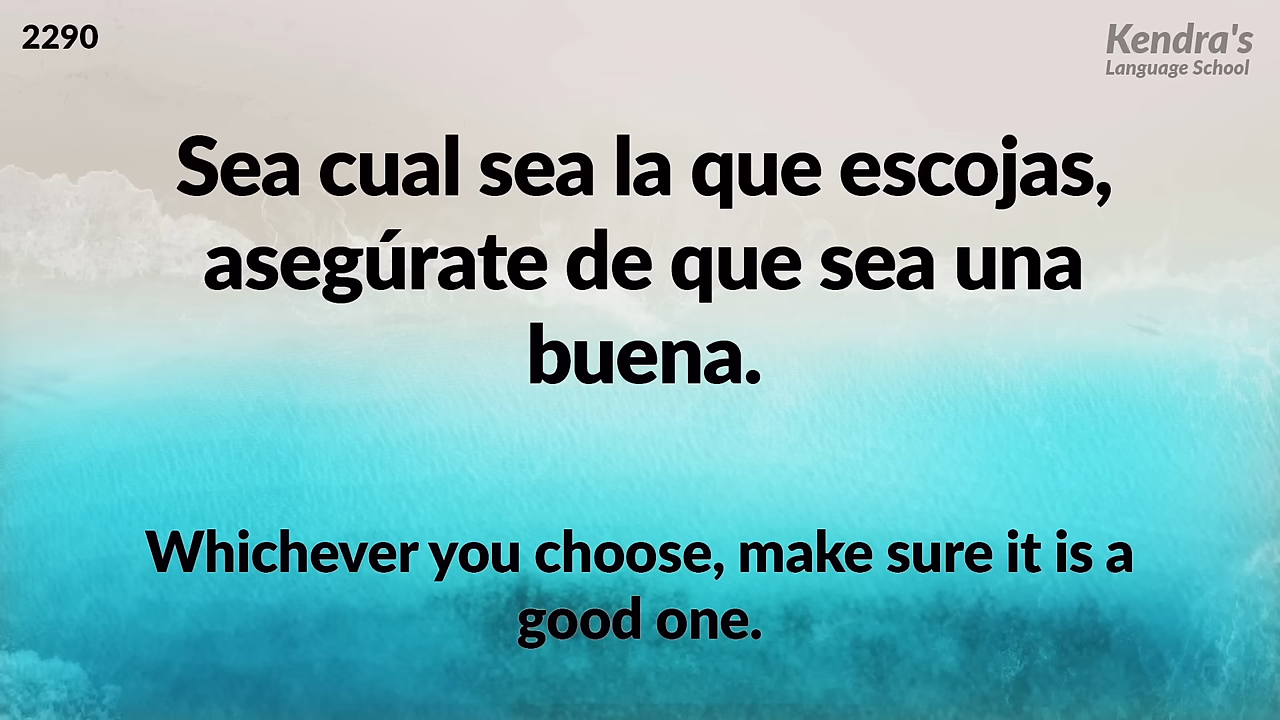 2290
Kendra's
Language School
Sea cual sea la que escojas,
asegúrate de que sea una
buena.
Whichever you choose, make sure it is a
good one.